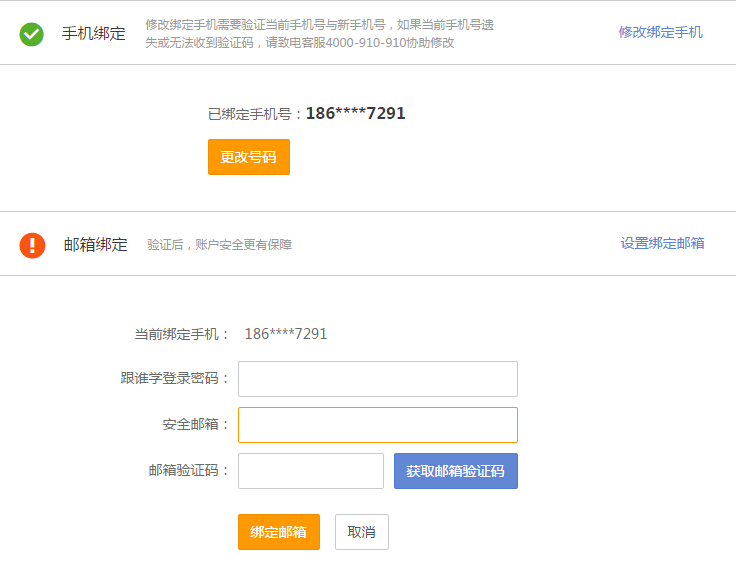 手机绑定
修改绑定手机需要验证当前手机号与新手机号，如果当前手机号遗
失或无法收到验证码，请致电客服4000-910-910协助修改
修改绑定手机
已绑定手机号：186****7291
更改号码
邮箱绑定
验证后，账户安全更有保障
设置绑定邮箱
当前绑定手机： 186****7291
跟谁学登录密码：
安全邮箱：
邮箱验证码：
获取邮箱验证码
绑定邮箱
取消